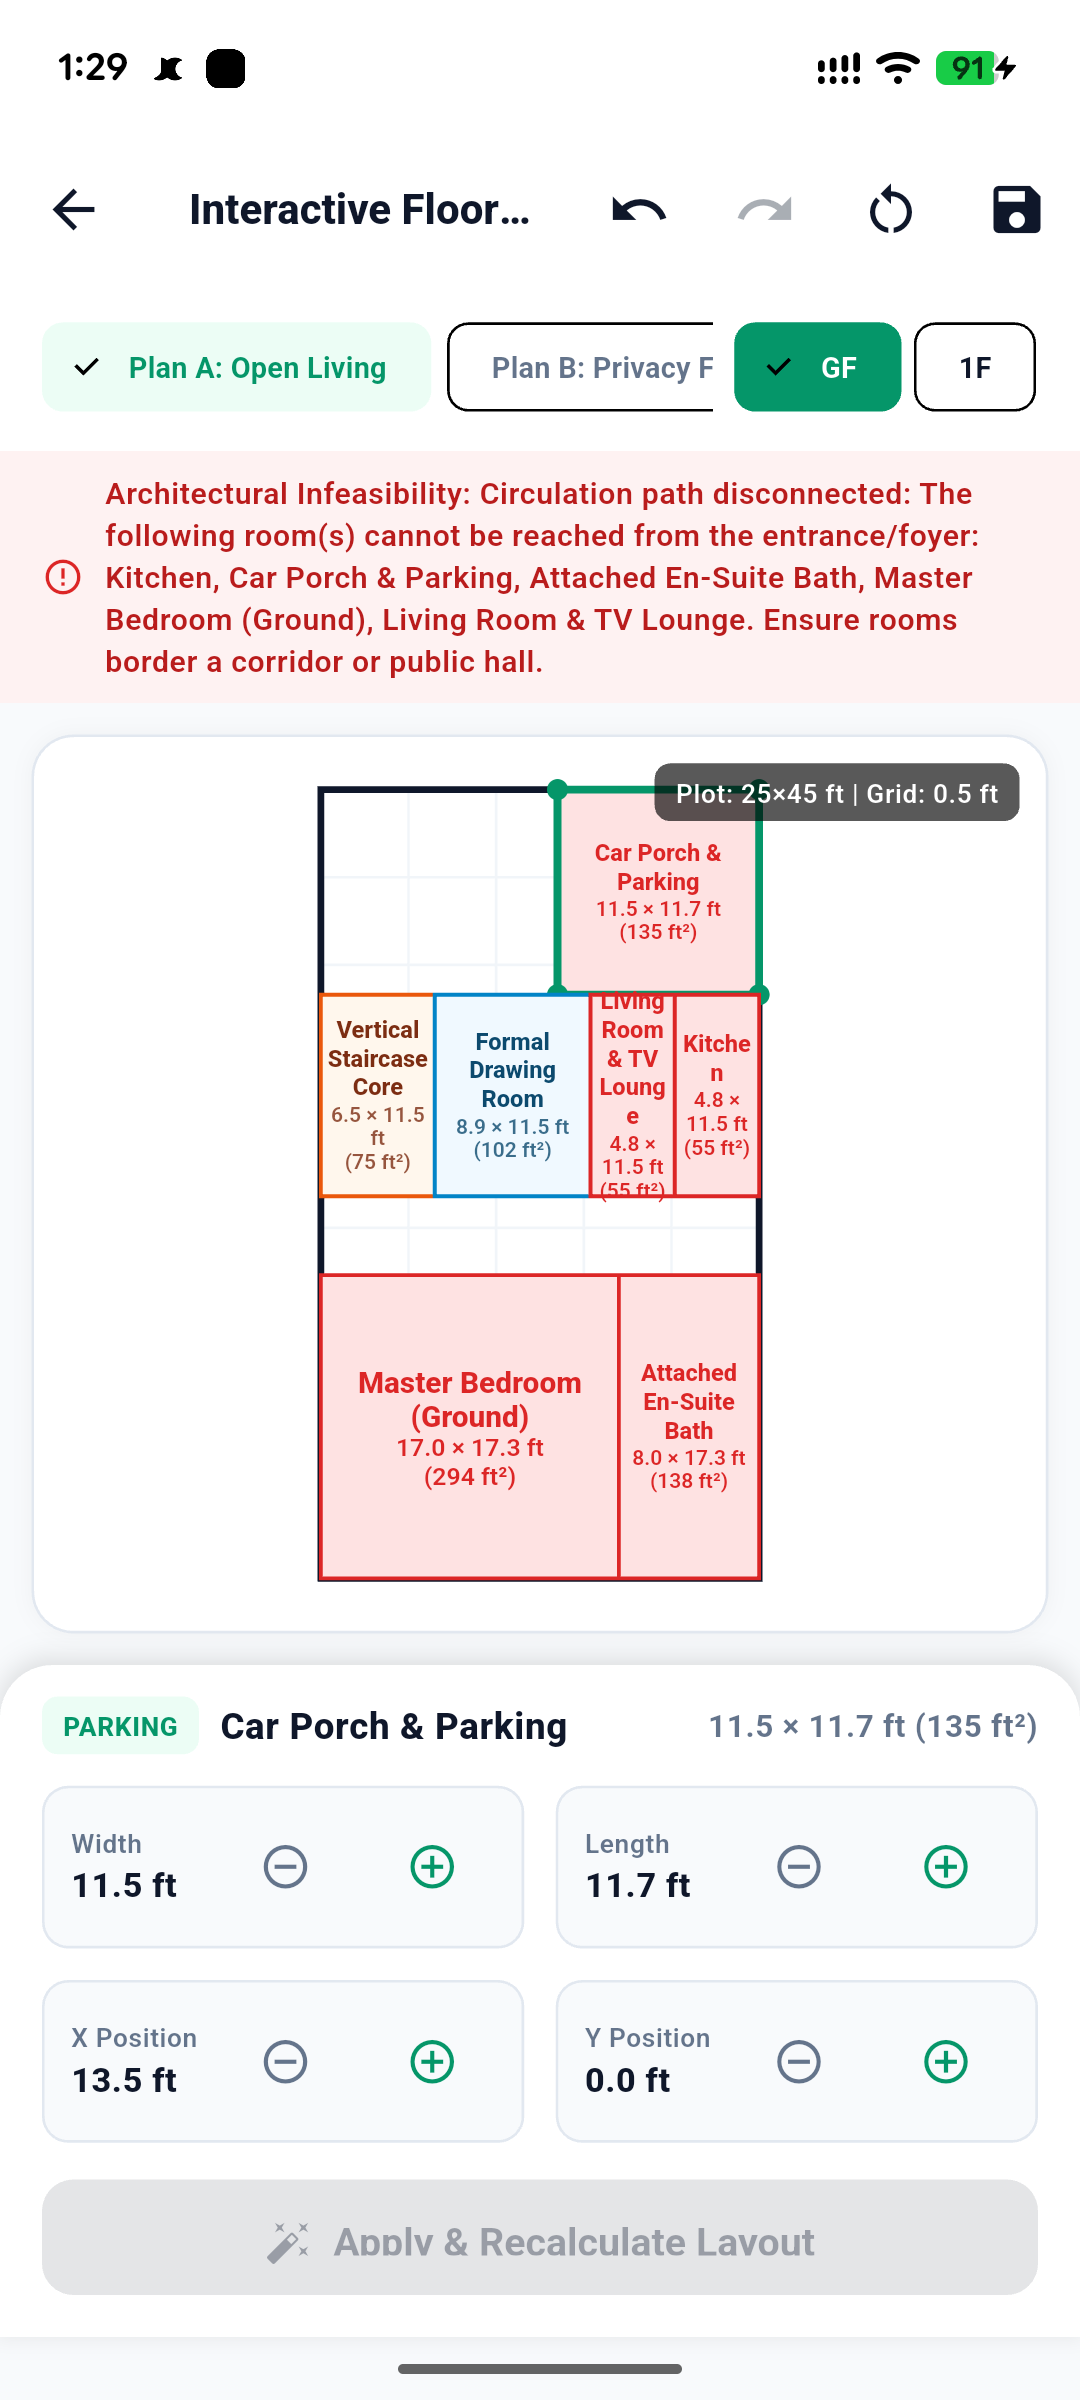 1:29
91
Interactive Floor...
Plan A: Open Living
Plan B: Privacy F
GF
1F
Architectural Infeasibility: Circulation path disconnected: The
following room(s) cannot be reached from the entrance/foyer:
Kitchen, Car Porch & Parking, Attached En-Suite Bath, Master
Bedroom (Ground), Living Room & TV Lounge. Ensure rooms
border a corridor or public hall.
Plot: 25×45 ft | Grid: 0.5 ft
Car Porch &
Parking
11.5 × 11.7 ft
(135 ft²)
Vertical
Staircase
Core
6.5 × 11.5
ft
(75 ft²)
Formal
Drawing
Room
8.9 × 11.5 ft
(102 ft²)
Living
Room
& TV
Loung
e
4.8 ×
11.5 ft
(55 ft²)
Kitche
n
4.8 ×
11.5 ft
(55 ft²)
Master Bedroom
(Ground)
17.0 × 17.3 ft
(294 ft²)
Attached
En-Suite
Bath
8.0 × 17.3 ft
(138 ft²)
PARKING
Car Porch & Parking
11.5 × 11.7 ft (135 ft²)
Width
11.5 ft
Length
11.7 ft
X Position
13.5 ft
Y Position
0.0 ft
Apply & Recalculate Layout